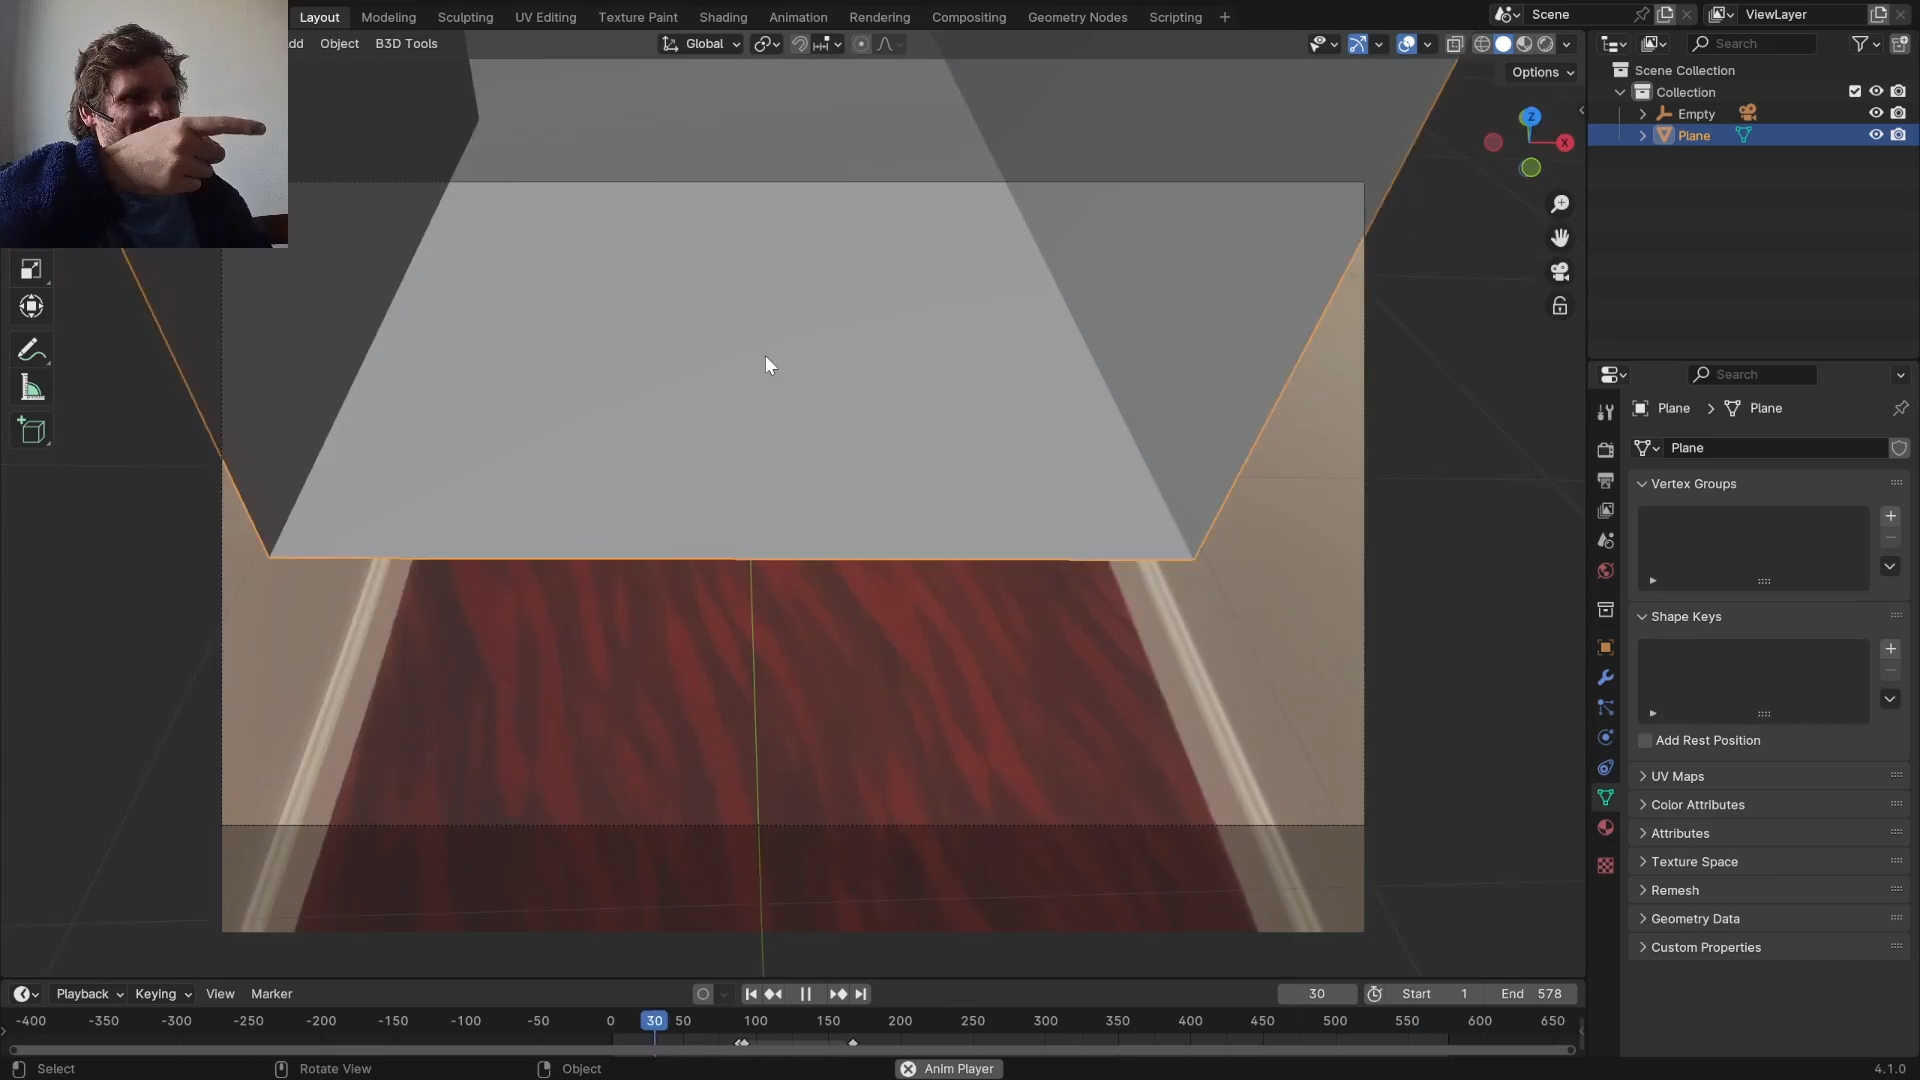 Layout Modeling Sculpting UV Editing Texture Paint Shading Animation Rendering Compositing Geometry Nodes Scripting
Scene
ViewLayer
dd Object B3D Tools
Global
Search
Options
Scene Collection
Collection
Empty
Plane
Z
X
Search
Plane Plane
Plane
Vertex Groups
Shape Keys
Add Rest Position
UV Maps
Color Attributes
Attributes
Texture Space
Remesh
Geometry Data
Custom Properties
Playback Keying View Marker
30 Start 1 End 578
-400 -350 -300 -250 -200 -150 -100 -50 0 30 50 100 150 200 250 300 350 400 450 500 550 600 650
Select Rotate View Object Anim Player 4.1.0